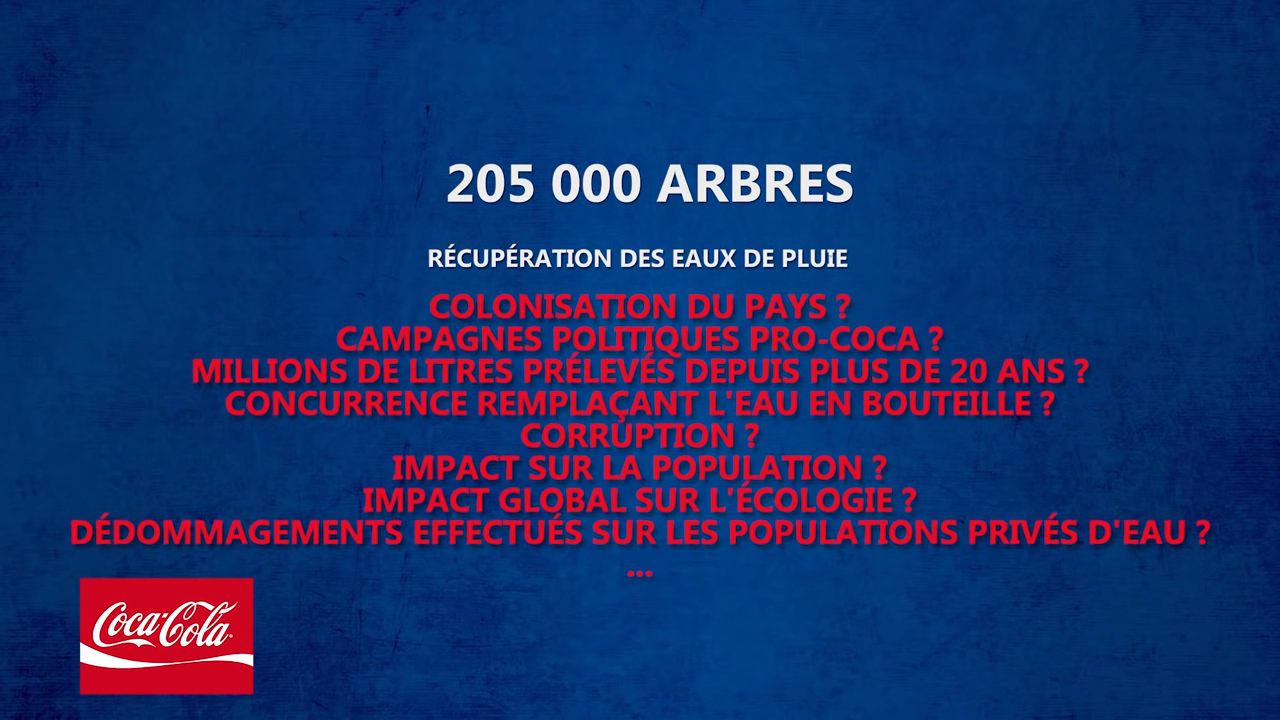 205 000 ARBRES
RÉCUPÉRATION DES EAUX DE PLUIE
COLONISATION DU PAYS ?
CAMPAGNES POLITIQUES PRO-COCA ?
MILLIONS DE LITRES PRÉLEVÉS DEPUIS PLUS DE 20 ANS ?
CONCURRENCE REMPLAÇANT L'EAU EN BOUTEILLE ?
CORRUPTION ?
IMPACT SUR LA POPULATION ?
IMPACT GLOBAL SUR L'ÉCOLOGIE ?
DÉDOMMAGEMENTS EFFECTUÉS SUR LES POPULATIONS PRIVÉS D'EAU ?
...
Coca-Cola